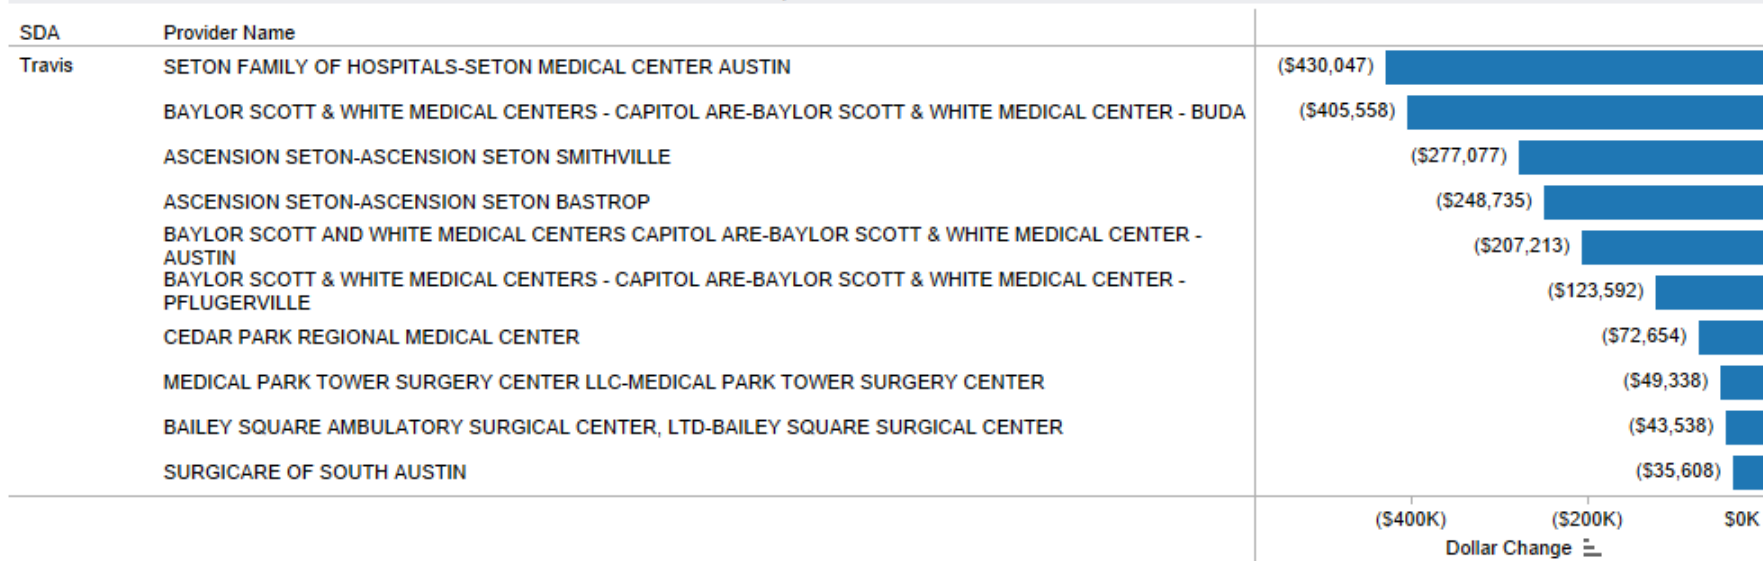 SDA Provider Name
Travis SETON FAMILY OF HOSPITALS-SETON MEDICAL CENTER AUSTIN ($430,047)
BAYLOR SCOTT & WHITE MEDICAL CENTERS - CAPITOL ARE-BAYLOR SCOTT & WHITE MEDICAL CENTER - BUDA ($405,558)
ASCENSION SETON-ASCENSION SETON SMITHVILLE ($277,077)
ASCENSION SETON-ASCENSION SETON BASTROP ($248,735)
BAYLOR SCOTT AND WHITE MEDICAL CENTERS CAPITOL ARE-BAYLOR SCOTT & WHITE MEDICAL CENTER -
AUSTIN ($207,213)
BAYLOR SCOTT & WHITE MEDICAL CENTERS - CAPITOL ARE-BAYLOR SCOTT & WHITE MEDICAL CENTER -
PFLUGERVILLE ($123,592)
CEDAR PARK REGIONAL MEDICAL CENTER ($72,654)
MEDICAL PARK TOWER SURGERY CENTER LLC-MEDICAL PARK TOWER SURGERY CENTER ($49,338)
BAILEY SQUARE AMBULATORY SURGICAL CENTER, LTD-BAILEY SQUARE SURGICAL CENTER ($43,538)
SURGICARE OF SOUTH AUSTIN ($35,608)
($400K) ($200K) $0K
Dollar Change